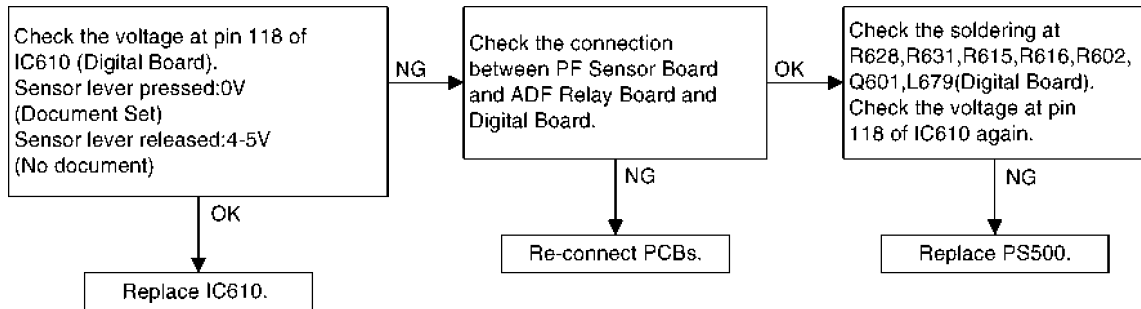 Check the voltage at pin 118 of
IC610 (Digital Board).
Sensor lever pressed:0V
(Document Set)
Sensor lever released:4-5V
(No document)
NG
Check the connection
between PF Sensor Board
and ADF Relay Board and
Digital Board.
OK
Check the soldering at
R628,R631,R615,R616,R602,
Q601,L679(Digital Board).
Check the voltage at pin
118 of IC610 again.
OK
NG
NG
Replace IC610.
Re-connect PCBs.
Replace PS500.